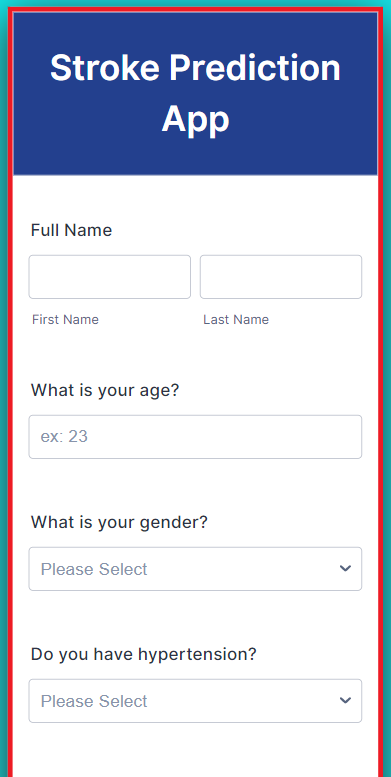 Stroke Prediction
App
Full Name
First Name
Last Name
What is your age?
ex: 23
What is your gender?
Please Select
Do you have hypertension?
Please Select